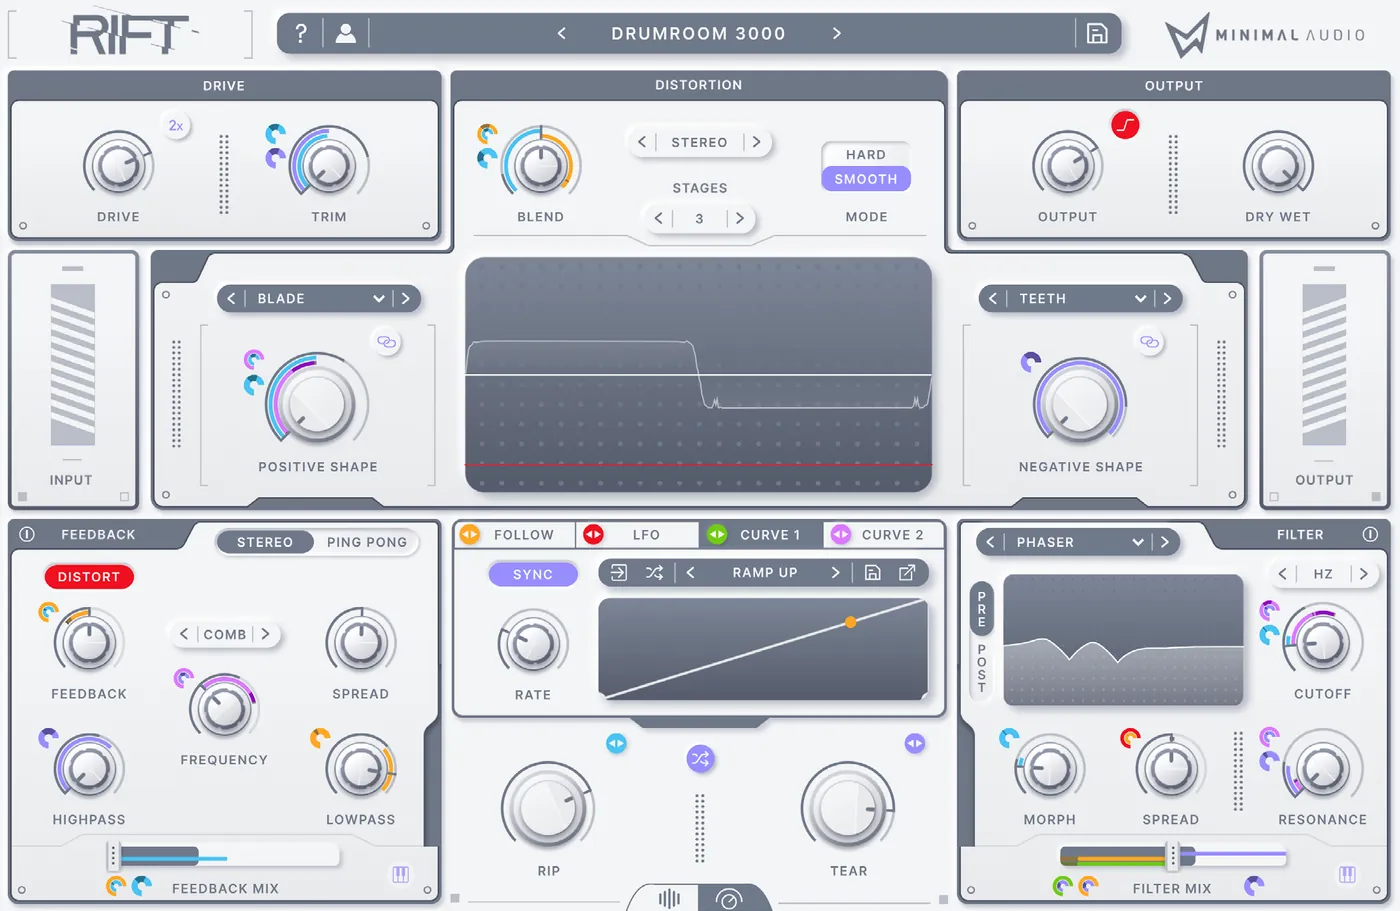 RIFT
?
DRUMROOM 3000
MINIMAL AUDIO
DRIVE
DISTORTION
OUTPUT
2x
DRIVE
TRIM
BLEND
STEREO
STAGES
3
HARD
SMOOTH
MODE
OUTPUT
DRY WET
INPUT
BLADE
POSITIVE SHAPE
TEETH
NEGATIVE SHAPE
OUTPUT
FEEDBACK
STEREO
PING PONG
DISTORT
FEEDBACK
COMB
SPREAD
FREQUENCY
HIGHPASS
LOWPASS
FEEDBACK MIX
FOLLOW
LFO
CURVE 1
CURVE 2
SYNC
RAMP UP
RATE
RIP
TEAR
PHASER
FILTER
HZ
PRE
POST
CUTOFF
MORPH
SPREAD
RESONANCE
FILTER MIX